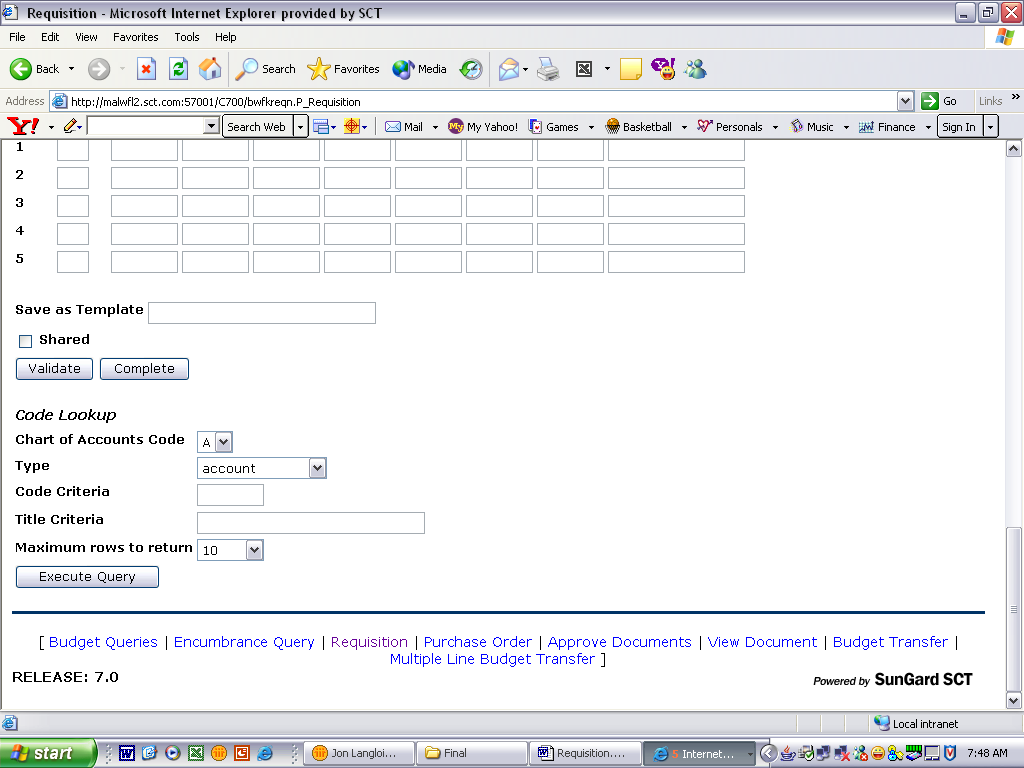 Requisition - Microsoft Internet Explorer provided by SCT
File Edit View Favorites Tools Help
Back Search Favorites Media
Address http://malwfl2.sct.com:57001/C700/bwfkreqn.P_Requisition Go Links »
Y! Search Web Mail My Yahoo! Games Basketball Personals Music Finance Sign In
1
2
3
4
5
Save as Template
Shared
Validate Complete
Code Lookup
Chart of Accounts Code A
Type account
Code Criteria
Title Criteria
Maximum rows to return 10
Execute Query
[ Budget Queries | Encumbrance Query | Requisition | Purchase Order | Approve Documents | View Document | Budget Transfer |
Multiple Line Budget Transfer ]
RELEASE: 7.0
Powered by SunGard SCT
Local intranet
start Jon Langloi... Final Requisition.... 5 Internet... 7:48 AM